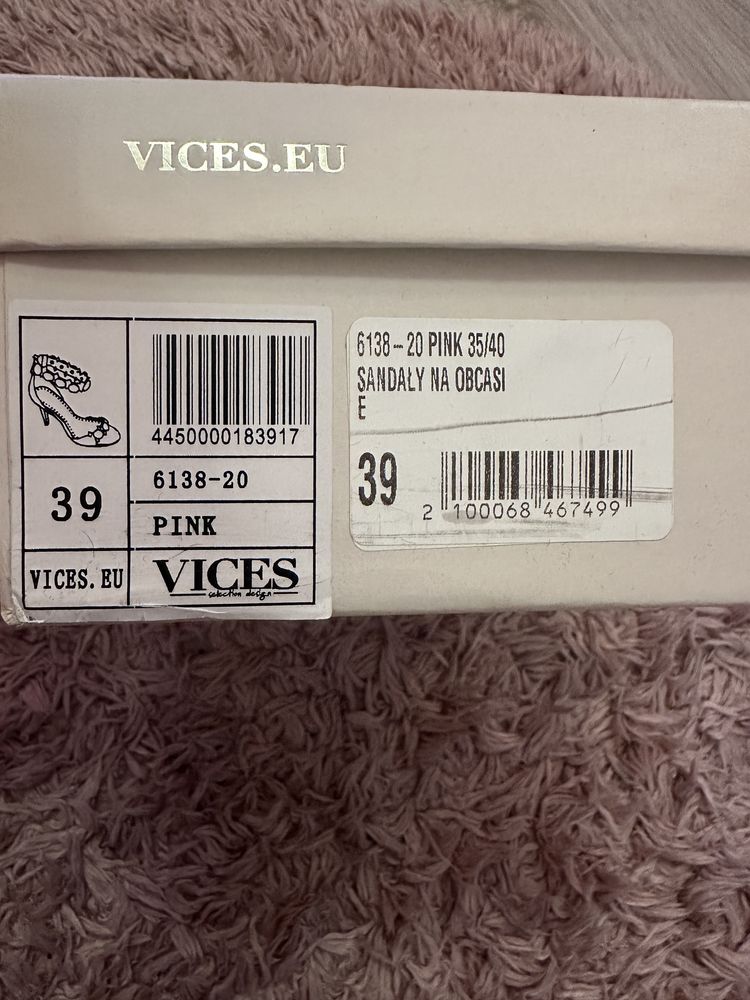 VICES.EU
4450000183917
39
6138-20
PINK
VICES.EU
VICES
selection design
6138-20 PINK 35/40
SANDAŁY NA OBCASI
E
39
2 100068 467499